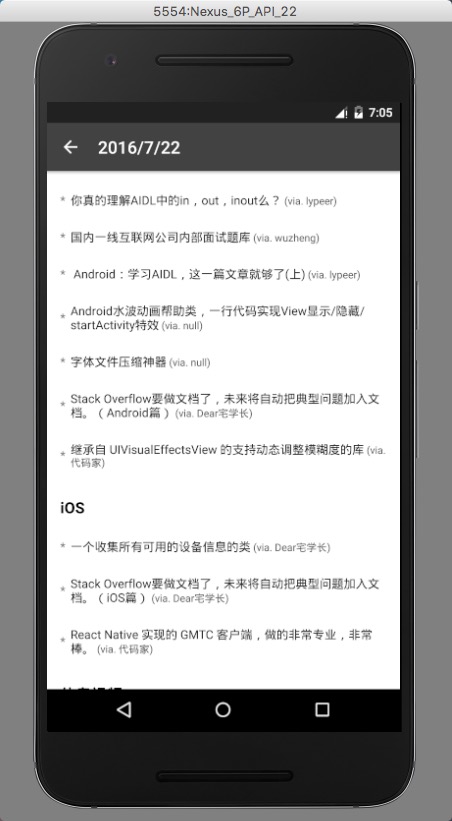 5554:Nexus_6P_API_22
7:05
2016/7/22
* 你真的理解AIDL中的in，out，inout么？ (via. lypeer)
* 国内一线互联网公司内部面试题库 (via. wuzheng)
* Android：学习AIDL，这一篇文章就够了(上) (via. lypeer)
* Android水波动画帮助类，一行代码实现View显示/隐藏/
startActivity特效 (via. null)
* 字体文件压缩神器 (via. null)
* Stack Overflow要做文档了，未来将自动把典型问题加入文
档。（Android篇） (via. Dear宅学长)
* 继承自 UIVisualEffectsView 的支持动态调整模糊度的库 (via.
代码家)
iOS
* 一个收集所有可用的设备信息的类 (via. Dear宅学长)
* Stack Overflow要做文档了，未来将自动把典型问题加入文
档。（iOS篇） (via. Dear宅学长)
* React Native 实现的 GMTC 客户端，做的非常专业，非常
棒。 (via. 代码家)